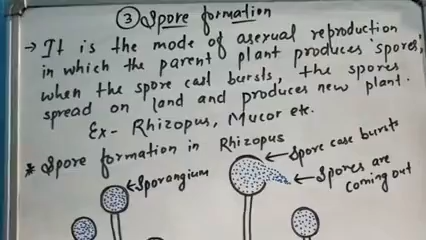 ③ Spore formation
→ It is the mode of asexual reproduction
in which the parent plant produces 'spores',
when the spore cast bursts, the spores
spread on land and produces new plant.
Ex- Rhizopus, Mucor etc.
* Spore formation in Rhizopus
Sporangium
Spore case bursts
Spores are
coming out